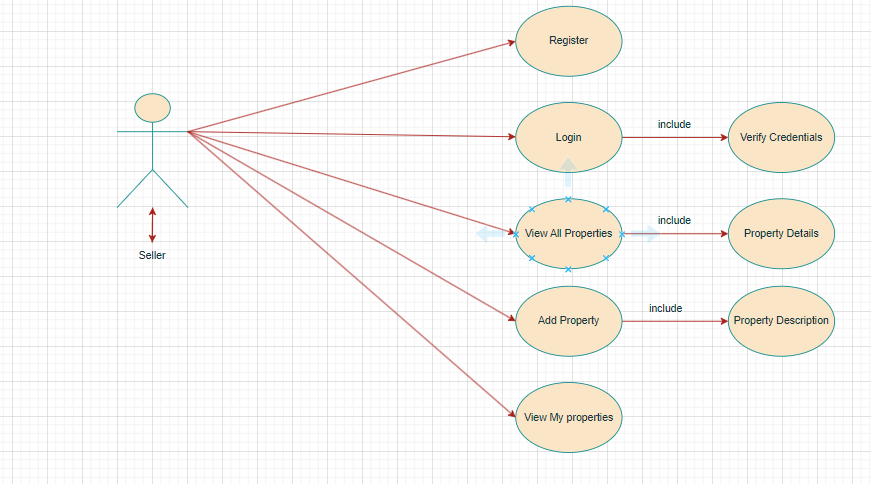 Register
Login
include
Verify Credentials
View All Properties
include
Property Details
Seller
Add Property
include
Property Description
View My properties